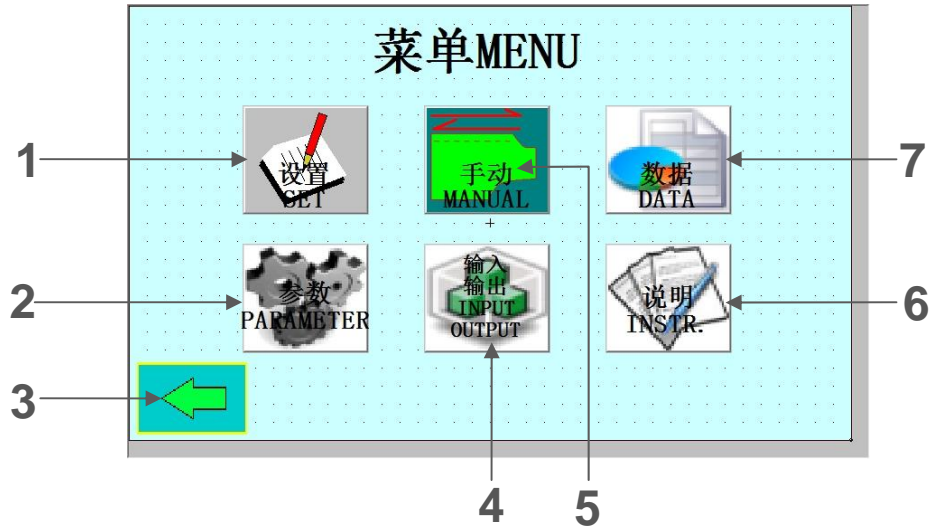 菜单MENU
1
设置
SET
手动
MANUAL
数据
DATA
7
2
参数
PARAMETER
输入
输出
INPUT
OUTPUT
说明
INSTR.
6
3
4
5